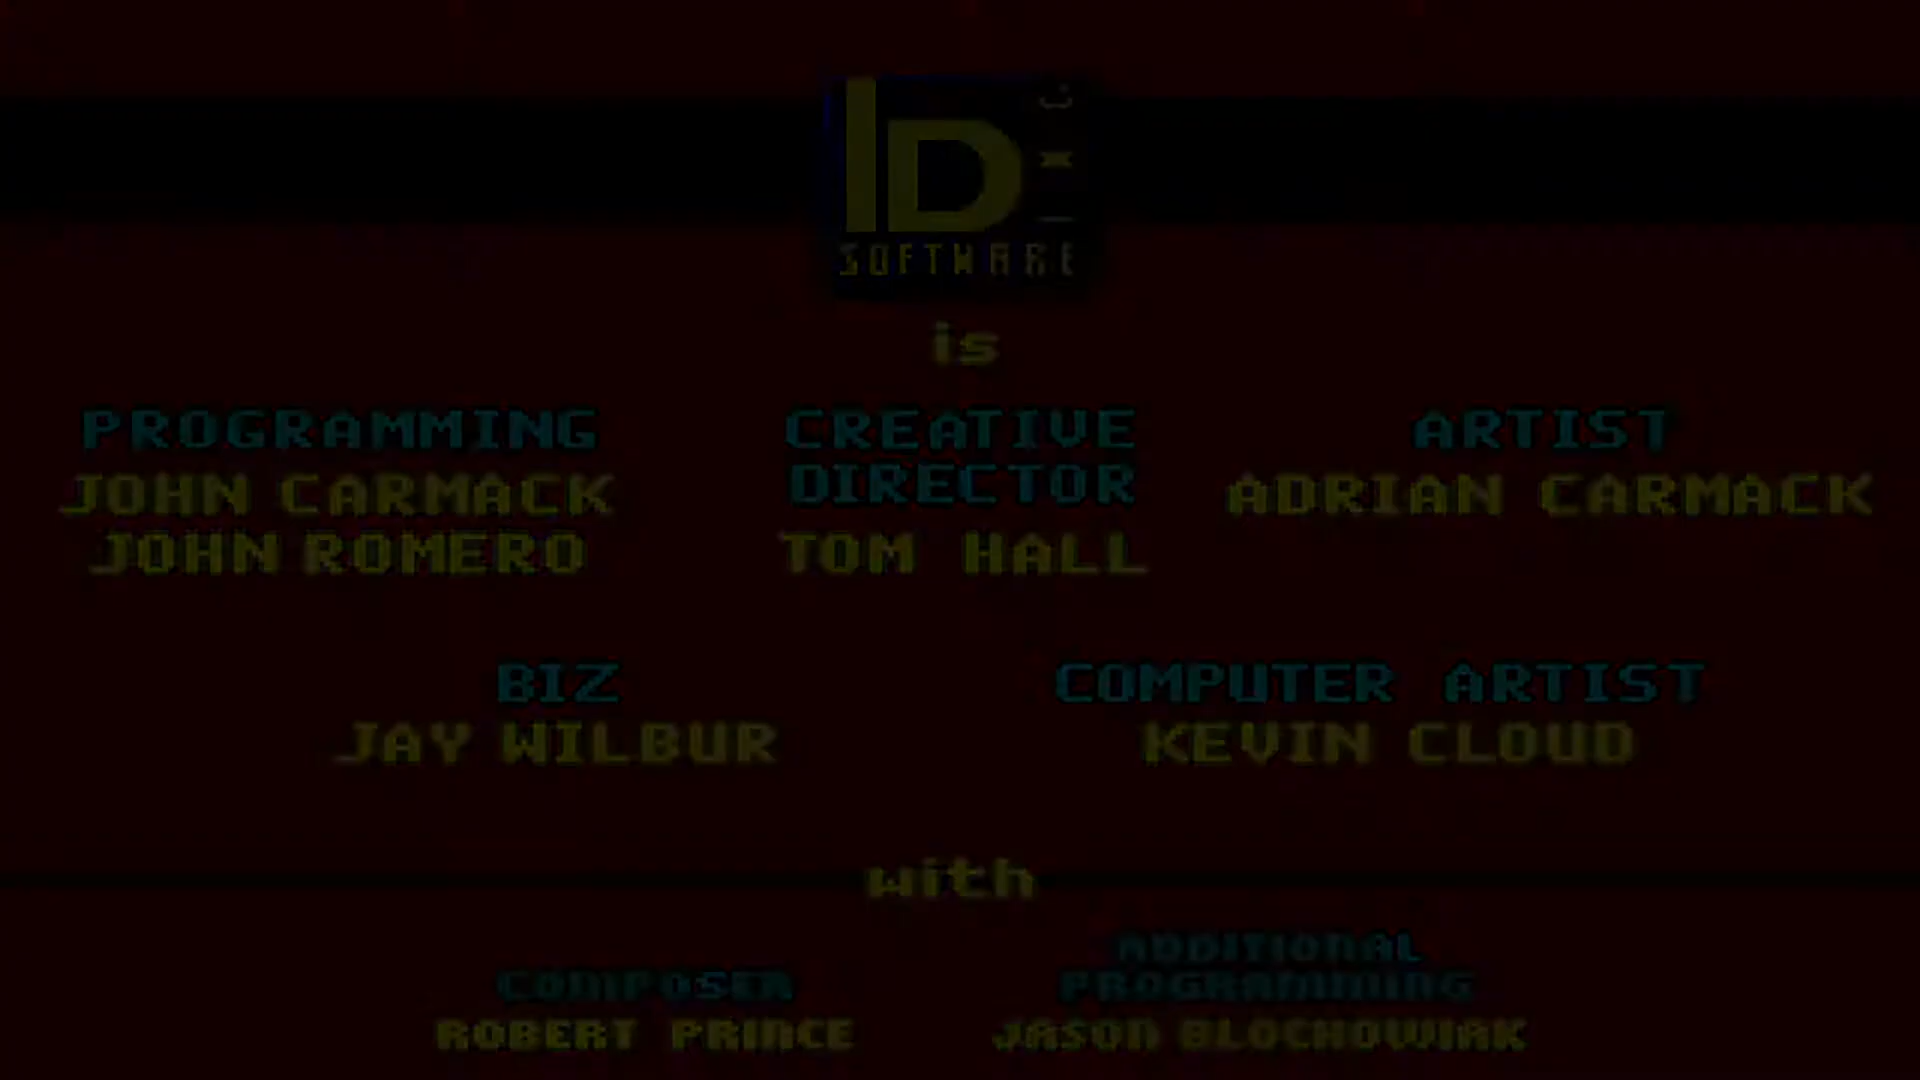 ID
SOFTWARE
is
PROGRAMMING
JOHN CARMACK
JOHN ROMERO
CREATIVE
DIRECTOR
TOM HALL
ARTIST
ADRIAN CARMACK
BIZ
JAY WILBUR
COMPUTER ARTIST
KEVIN CLOUD
with
COMPOSER
ROBERT PRINCE
ADDITIONAL
PROGRAMMING
JASON BLOCHOWIAK